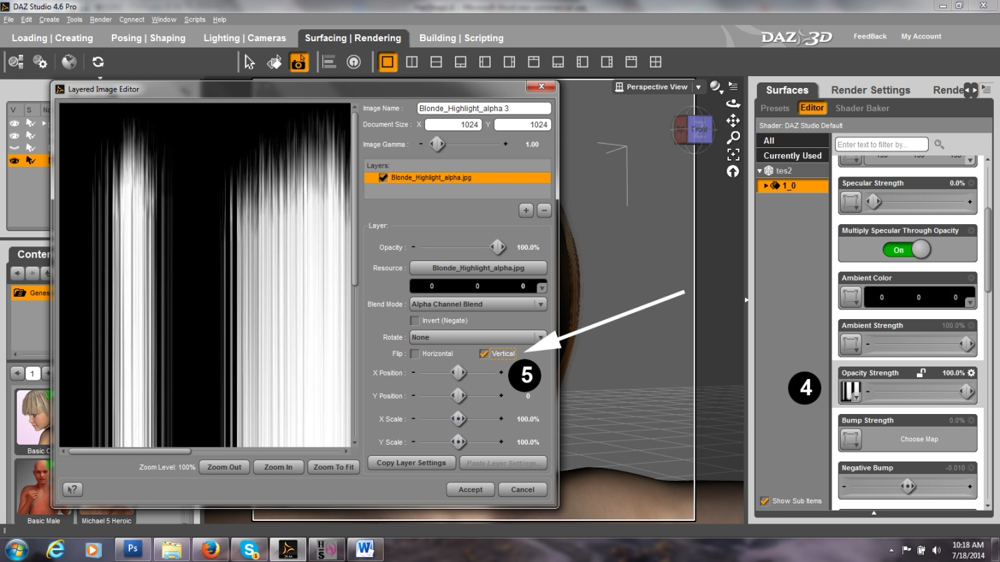 DAZ Studio 4.6 Pro
File Edit Create Tools Render Connect Window Scripts Help
Loading | Creating Posing | Shaping Lighting | Cameras Surfacing | Rendering Building | Scripting
DAZ 3D FeedBack My Account
Layered Image Editor
Image Name : Blonde_Highlight_alpha 3
Document Size : X 1024 Y 1024
Image Gamma : - + 1.00
Layers:
Blonde_Highlight_alpha.jpg
+ -
Layer:
Opacity : - 100.0%
Resource : Blonde_Highlight_alpha.jpg
0 0 0
Blend Mode : Alpha Channel Blend
Invert (Negate)
Rotate : None
Flip : Horizontal Vertical
X Position : - +
5
Y Position : - + 0
X Scale : - + 100.0%
Y Scale : - + 100.0%
Copy Layer Settings Paste Layer Settings...
Zoom Level: 100% Zoom Out Zoom In Zoom To Fit
Accept Cancel
V S
Basic Male Michael 5 Heroic
1
Perspective View
Front
Surfaces Render Settings
Presets Editor Shader Baker
Shader: DAZ Studio Default
All
Currently Used
tes2
1_0
Show Sub Items
Enter text to filter by...
Specular Strength 0.0%
+
Multiply Specular Through Opacity
On
Ambient Color
0 0 0
Ambient Strength 100.0%
-
4
Opacity Strength 100.0%
-
Bump Strength 0.0%
Choose Map
Negative Bump -0.010
- +
Ps
W
10:18 AM
7/18/2014